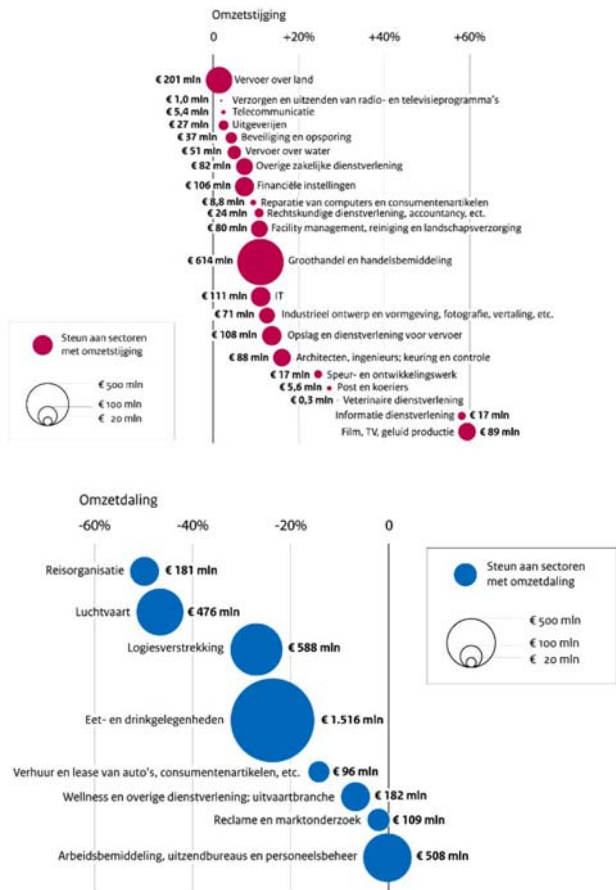 Omzetstijging
0 +20% +40% +60%
€ 201 mln Vervoer over land
€ 1,0 mln Verzorgen en uitzenden van radio- en televisieprogramma's
€ 5,4 mln Telecommunicatie
€ 27 mln Uitgeverijen
€ 37 mln Beveiliging en opsporing
€ 51 mln Vervoer over water
€ 82 mln Overige zakelijke dienstverlening
€ 106 mln Financiële instellingen
€ 8,8 mln Reparatie van computers en consumentenartikelen
€ 24 mln Rechtskundige dienstverlening, accountancy, ect.
€ 80 mln Facility management, reiniging en landschapsverzorging
€ 614 mln Groothandel en handelsbemiddeling
€ 111 mln IT
€ 71 mln Industrieel ontwerp en vormgeving, fotografie, vertaling, etc.
€ 108 mln Opslag en dienstverlening voor vervoer
€ 88 mln Architecten, ingenieurs; keuring en controle
€ 17 mln Speur- en ontwikkelingswerk
€ 5,6 mln Post en koeriers
€ 0,3 mln Veterinaire dienstverlening
Informatie dienstverlening € 17 mln
Film, TV, geluid productie € 89 mln
Steun aan sectoren
met omzetstijging
€ 500 mln
€ 100 mln
€ 20 mln
Omzetdaling
-60% -40% -20% 0
Reisorganisatie € 181 mln
Luchtvaart € 476 mln
Logiesverstrekking € 588 mln
Eet- en drinkgelegenheden € 1.516 mln
Verhuur en lease van auto's, consumentenartikelen, etc. € 96 mln
Wellness en overige dienstverlening; uitvaartbranche € 182 mln
Reclame en marktonderzoek € 109 mln
Arbeidsbemiddeling, uitzendbureaus en personeelsbeheer € 508 mln
Steun aan sectoren
met omzetdaling
€ 500 mln
€ 100 mln
€ 20 mln